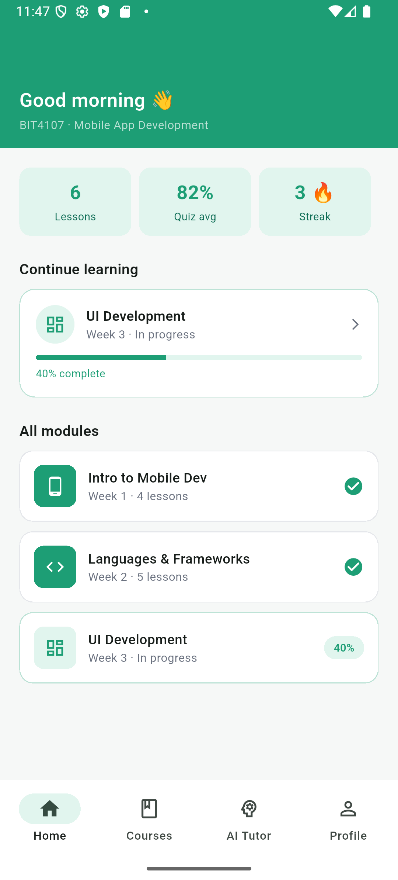 11:47
Good morning 👋
BIT4107 · Mobile App Development
6
Lessons
82%
Quiz avg
3 🔥
Streak
Continue learning
UI Development
Week 3 · In progress
40% complete
All modules
Intro to Mobile Dev
Week 1 · 4 lessons
Languages & Frameworks
Week 2 · 5 lessons
UI Development
Week 3 · In progress
40%
Home
Courses
AI Tutor
Profile